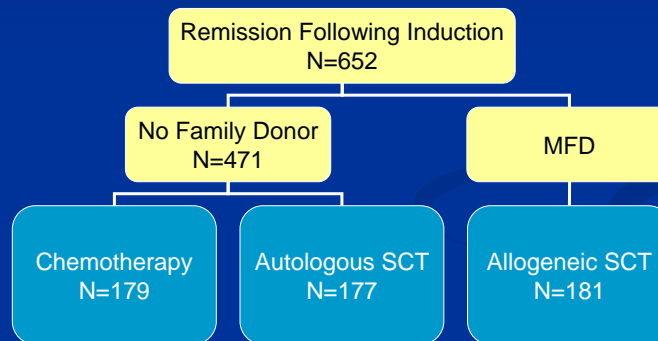 Remission Following Induction
N=652
No Family Donor
N=471
MFD
Chemotherapy
N=179
Autologous SCT
N=177
Allogeneic SCT
N=181